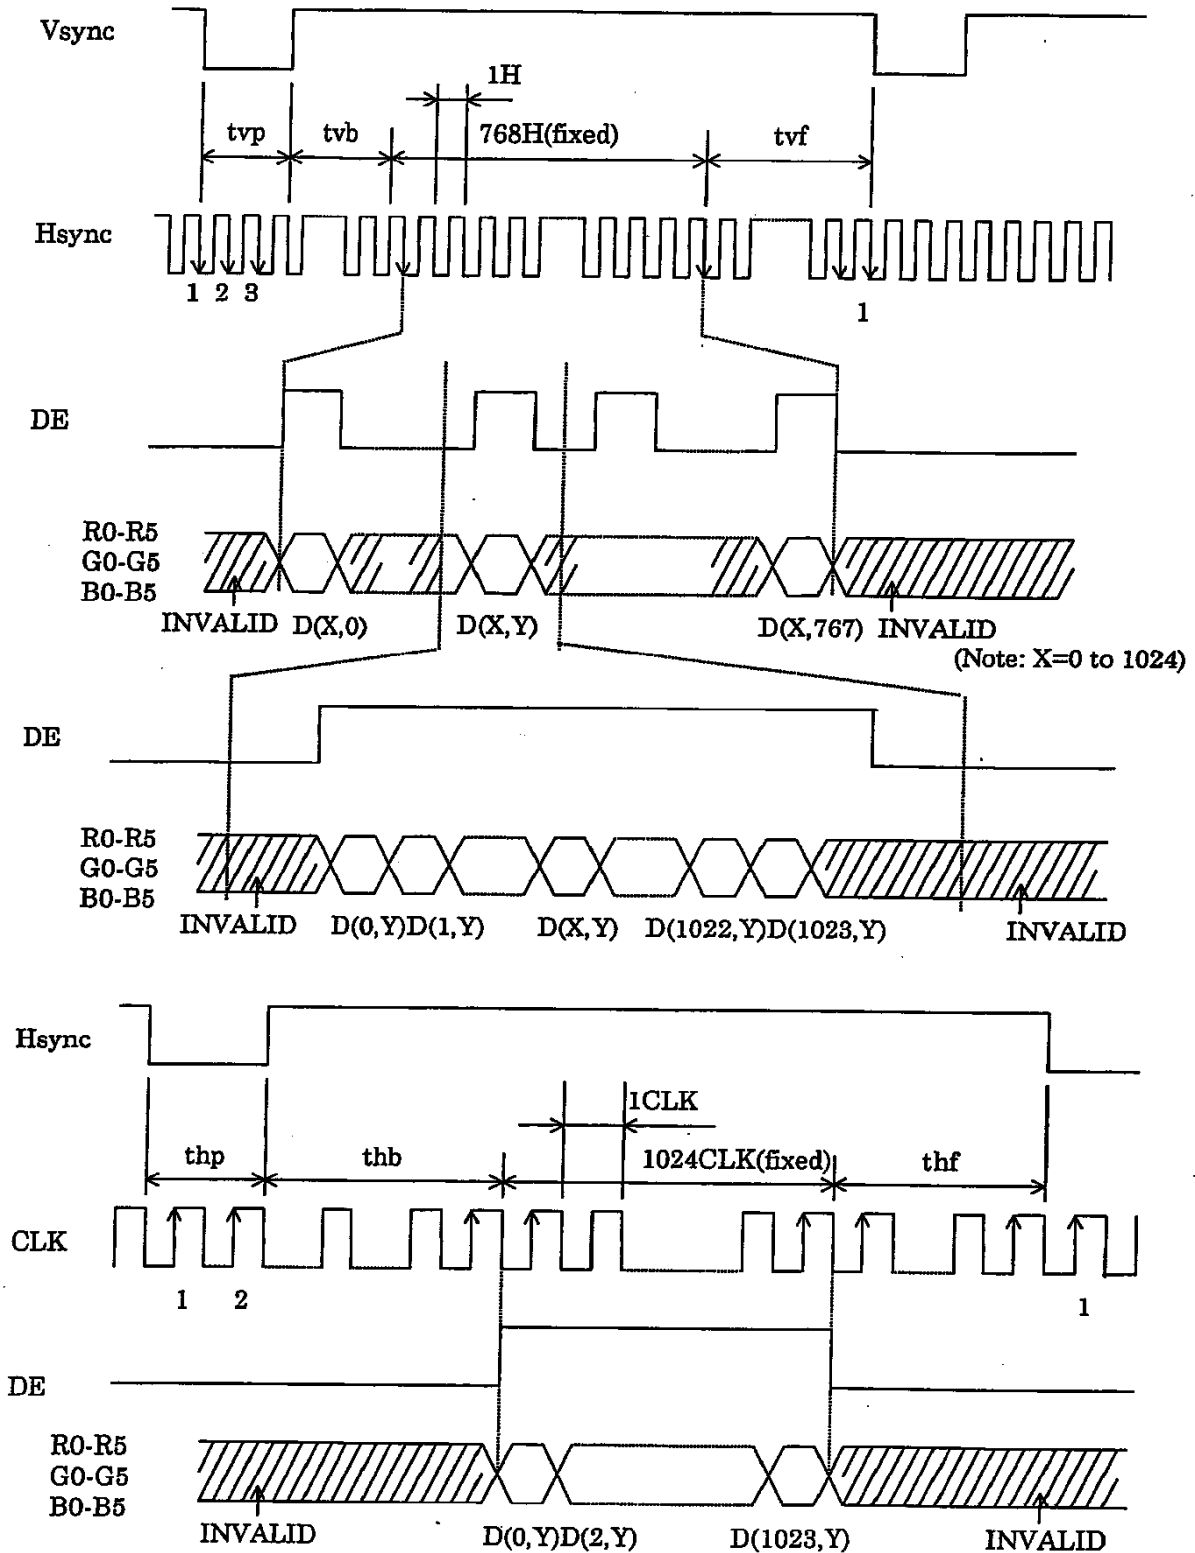 Vsync
1H
tvp
tvb
768H(fixed)
tvf
Hsync
1 2 3
1
DE
R0-R5
G0-G5
B0-B5
INVALID D(X,0) D(X,Y) D(X,767) INVALID
(Note: X=0 to 1024)
DE
R0-R5
G0-G5
B0-B5
INVALID D(0,Y)D(1,Y) D(X,Y) D(1022,Y)D(1023,Y) INVALID
Hsync
1CLK
thp
thb
1024CLK(fixed)
thf
CLK
1 2 1
DE
R0-R5
G0-G5
B0-B5
INVALID D(0,Y)D(2,Y) D(1023,Y) INVALID